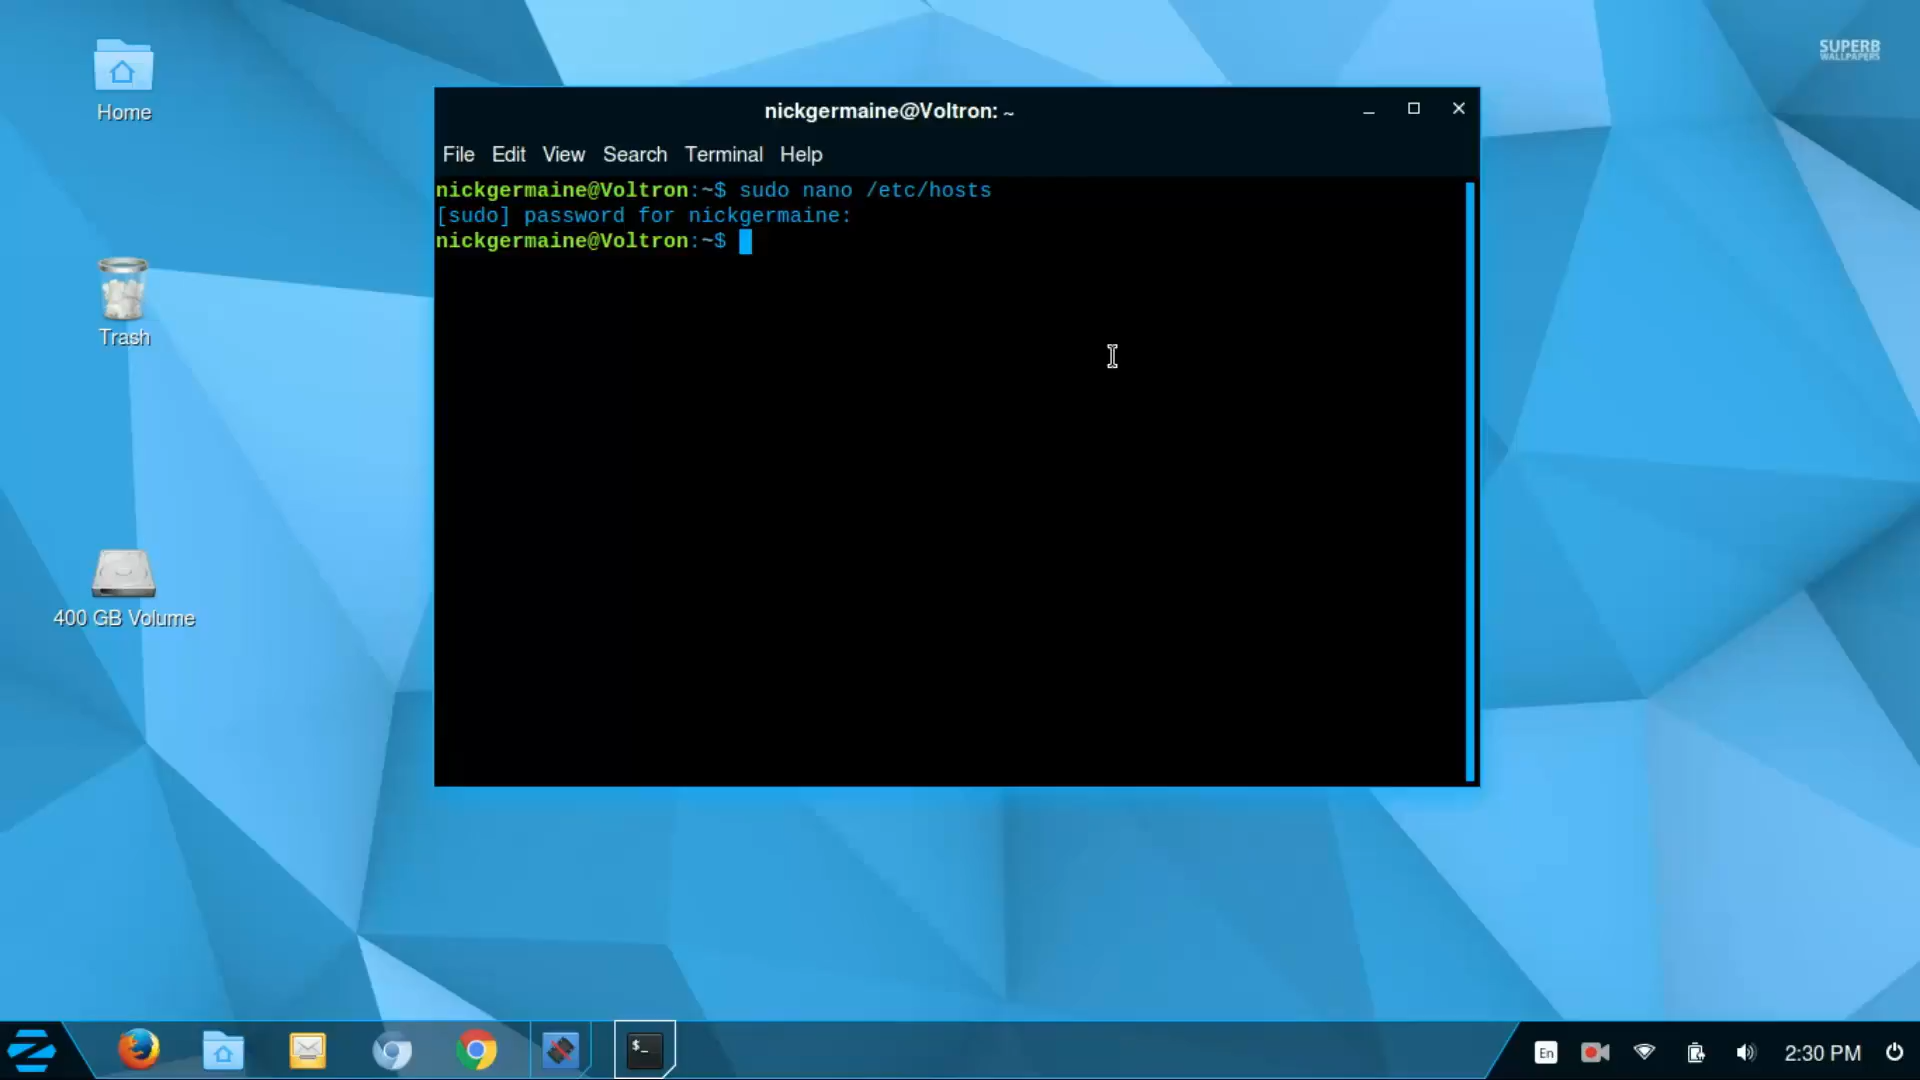 SUPERB
WALLPAPERS
Home
Trash
400 GB Volume
nickgermaine@Voltron: ~
File Edit View Search Terminal Help
nickgermaine@Voltron:~$ sudo nano /etc/hosts
[sudo] password for nickgermaine:
nickgermaine@Voltron:~$
$_
En
2:30 PM